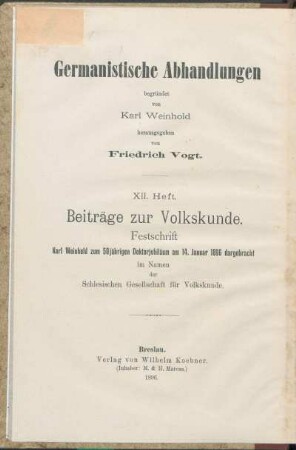 Germanistische Abhandlungen
begründet
von
Karl Weinhold
herausgegeben
von
Friedrich Vogt.
XII. Heft.
Beiträge zur Volkskunde.
Festschrift
Karl Weinhold zum 50jährigen Doktorjubiläum am 14. Januar 1896 dargebracht
im Namen
der
Schlesischen Gesellschaft für Volkskunde.
Breslau.
Verlag von Wilhelm Koebner.
(Inhaber: M. & H. Marcus.)
1896.